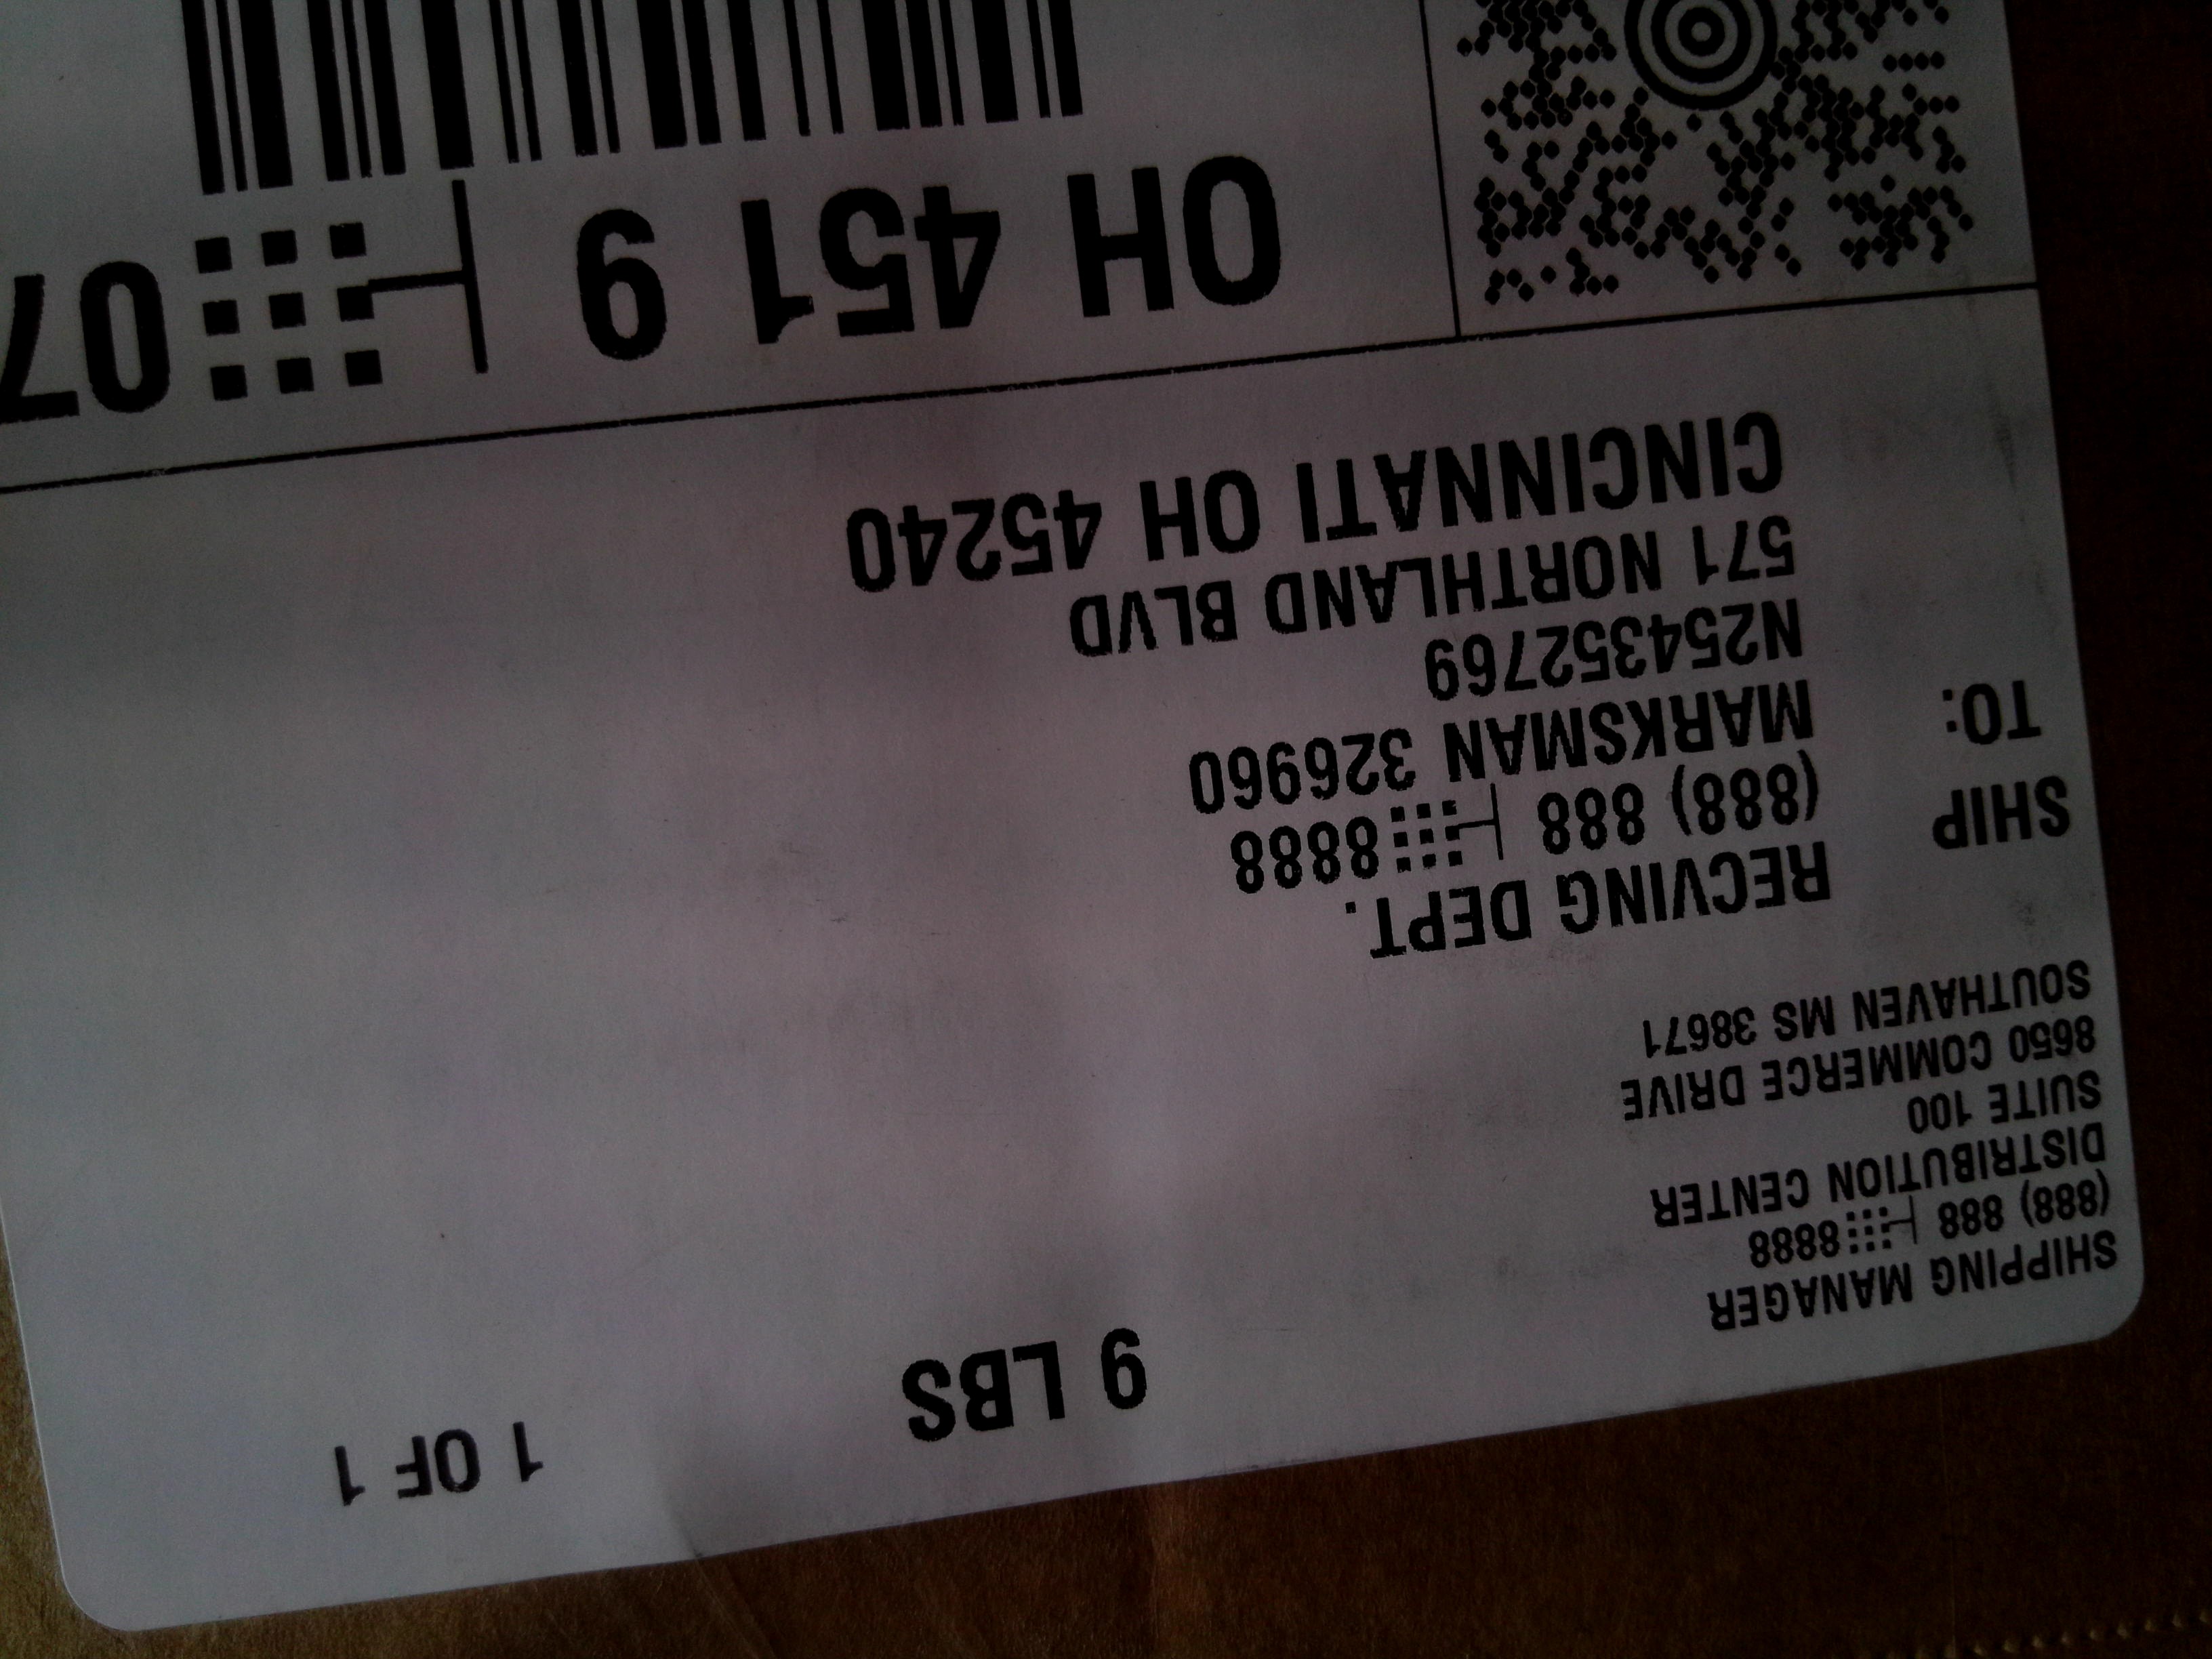 SHIPPING MANAGER
(888) 888 8888
DISTRIBUTION CENTER
SUITE 100
8650 COMMERCE DRIVE
SOUTHAVEN MS 38671
9 LBS
1 OF 1
SHIP
TO:
RECVING DEPT.
(888) 888 8888
MARKSMAN 326960
N254352769
571 NORTHLAND BLVD
CINCINNATI OH 45240
OH 451 9 07